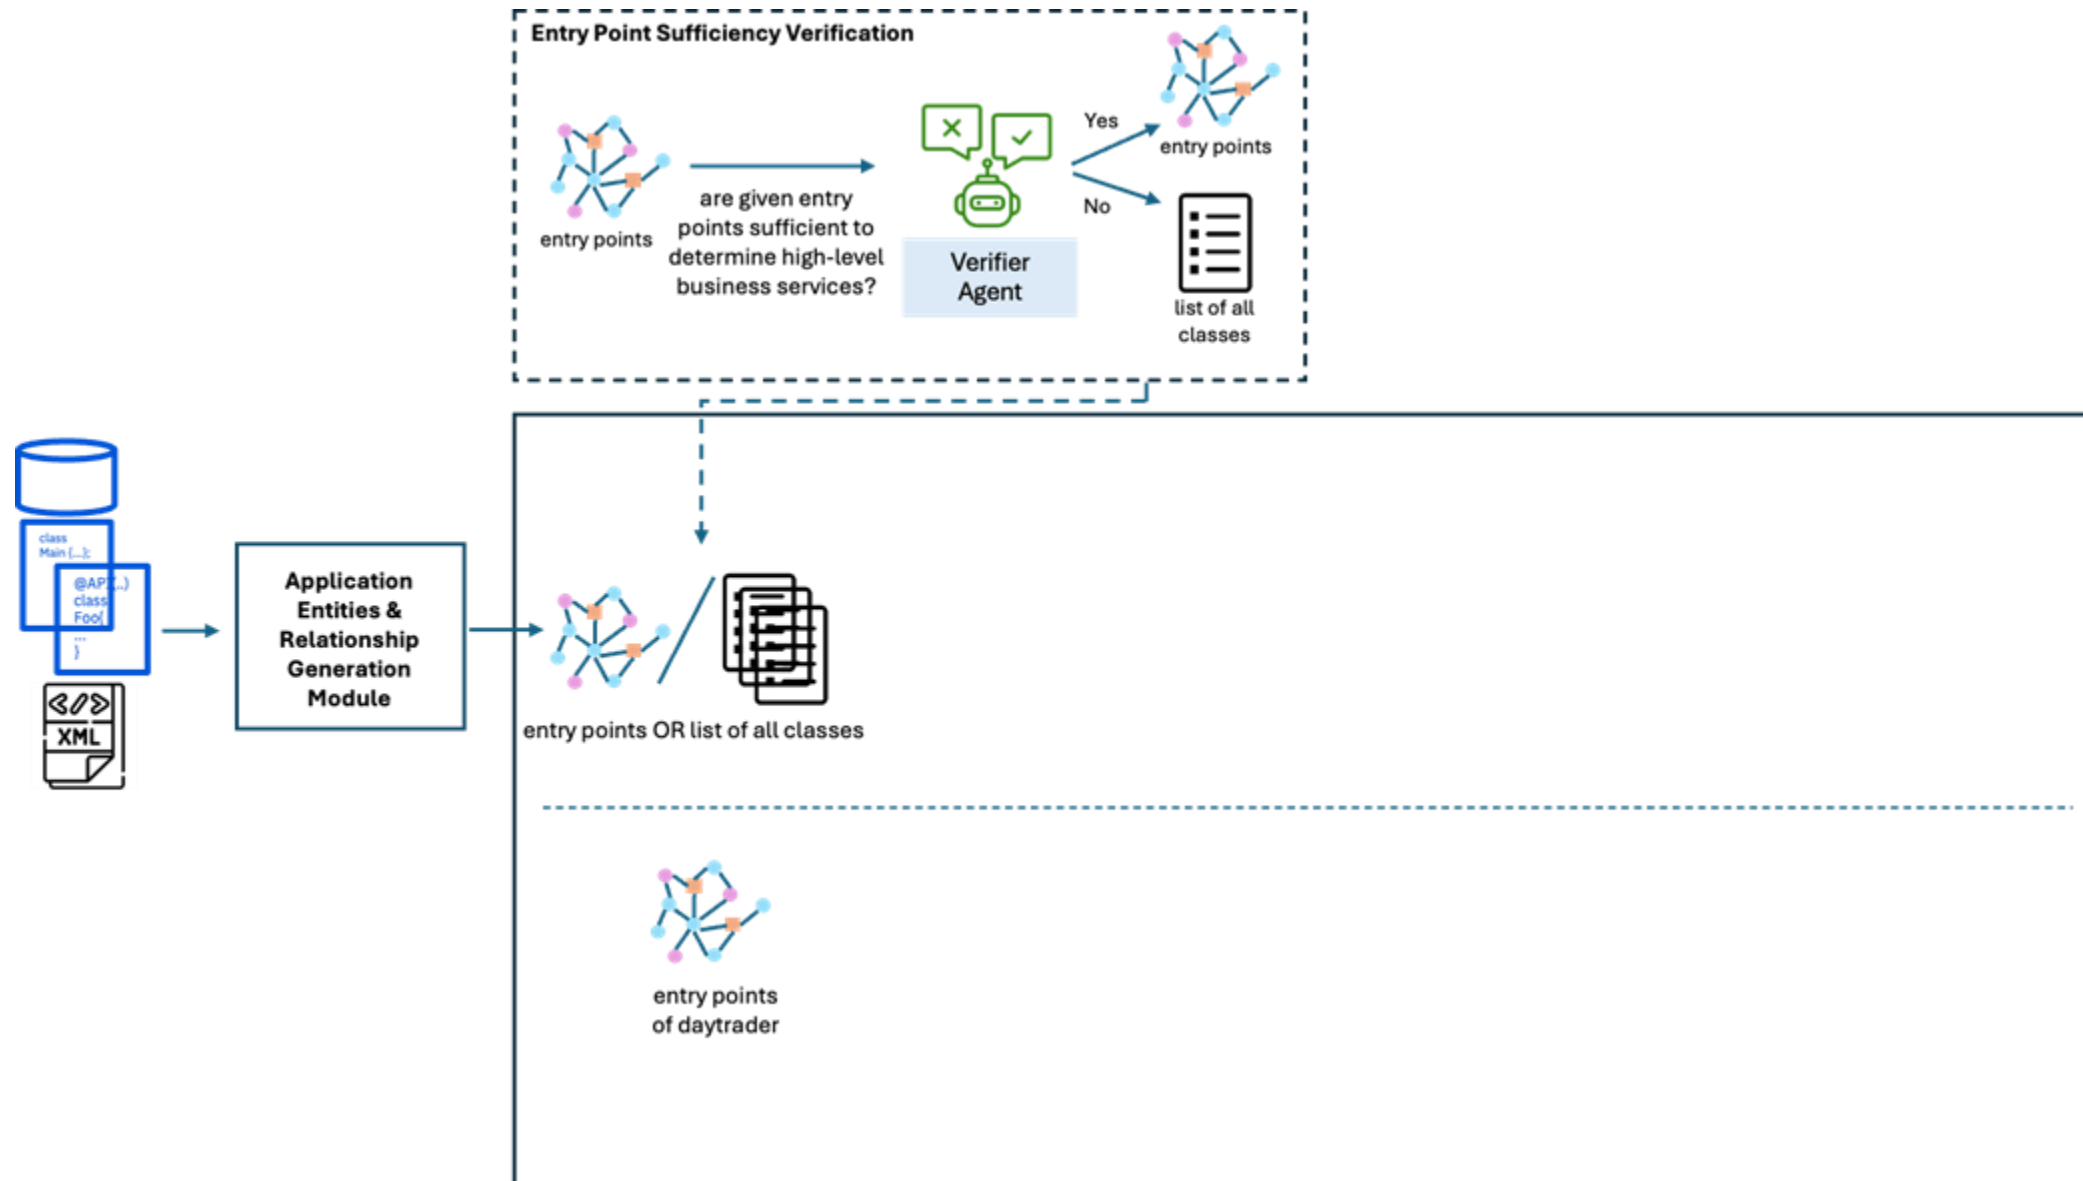 Entry Point Sufficiency Verification
entry points
are given entry
points sufficient to
determine high-level
business services?
Verifier
Agent
Yes
No
entry points
list of all
classes
class
Main {...};
@API(..)
class
Foo{
...
}
</>
XML
Application
Entities &
Relationship
Generation
Module
entry points OR list of all classes
entry points
of daytrader